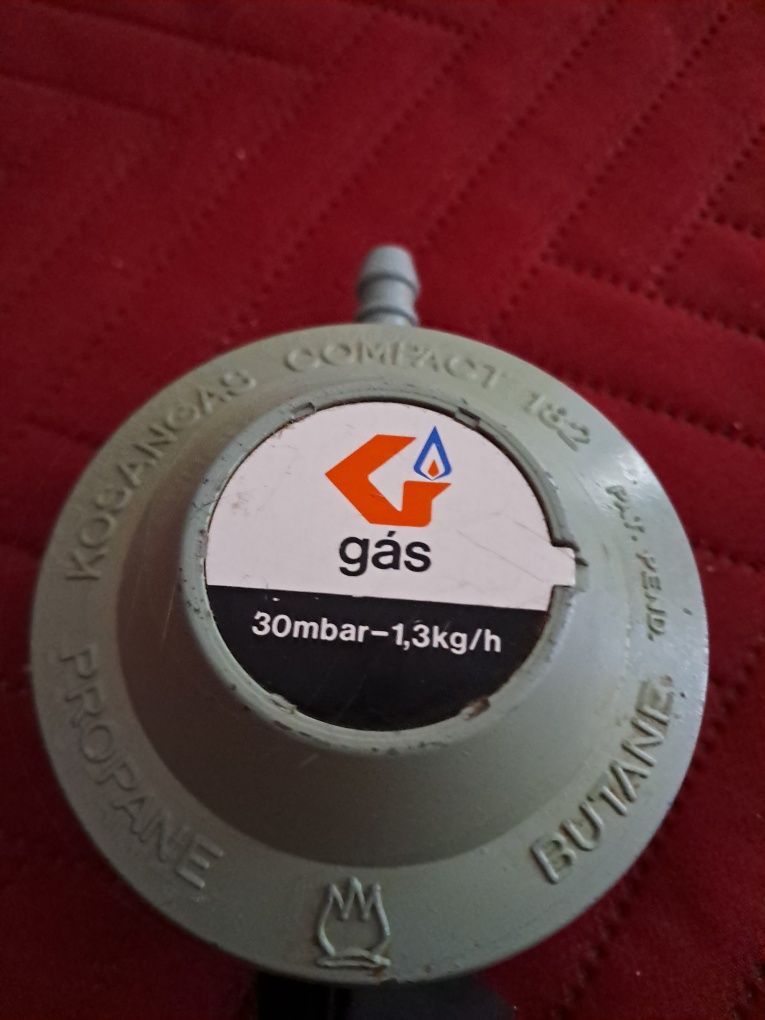 KOSANGAS COMPACT 182
PAT. PEND.
gás
30mbar–1,3kg/h
PROPANE
BUTANE